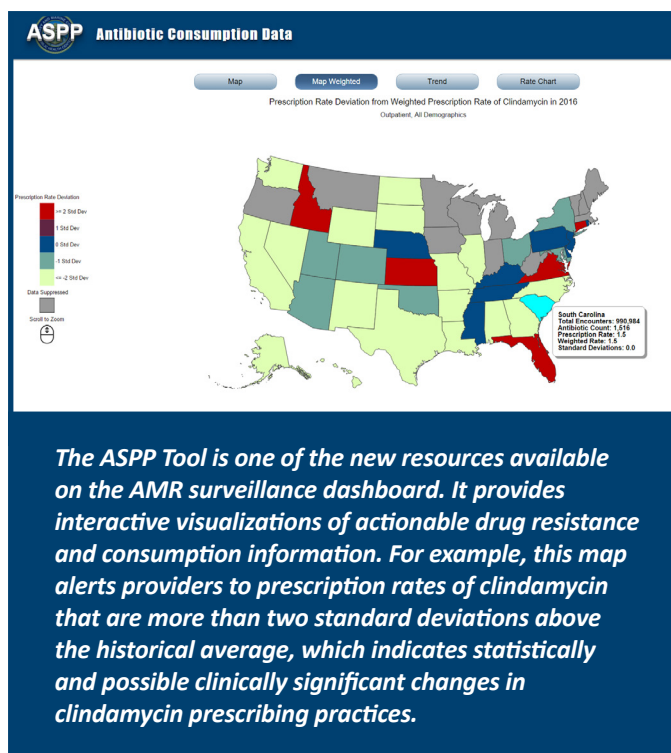 ASPP Antibiotic Consumption Data
Map Map Weighted Trend Rate Chart
Prescription Rate Deviation from Weighted Prescription Rate of Clindamycin in 2016
Outpatient, All Demographics
Prescription Rate Deviation
>= 2 Std Dev
1 Std Dev
0 Std Dev
-1 Std Dev
<= -2 Std Dev
Data Suppressed
Scroll to Zoom
South Carolina
Total Encounters: 990,984
Antibiotic Count: 1,516
Prescription Rate: 1.5
Weighted Rate: 1.5
Standard Deviations: 0.0
The ASPP Tool is one of the new resources available
on the AMR surveillance dashboard. It provides
interactive visualizations of actionable drug resistance
and consumption information. For example, this map
alerts providers to prescription rates of clindamycin
that are more than two standard deviations above
the historical average, which indicates statistically
and possible clinically significant changes in
clindamycin prescribing practices.